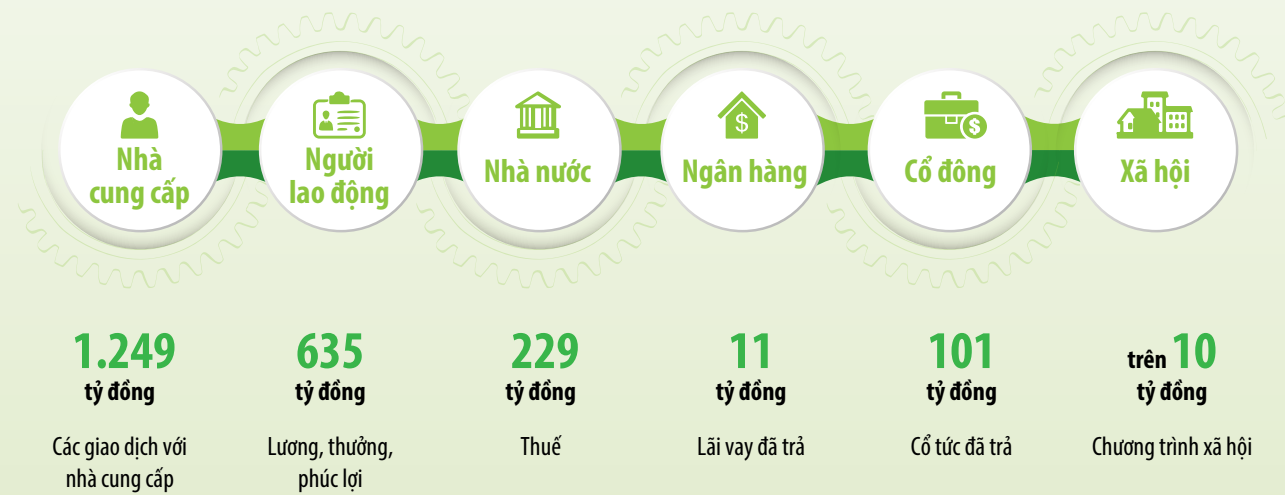 Nhà
cung cấp
Người
lao động
Nhà nước
Ngân hàng
$
Cổ đông
$
Xã hội
1.249
tỷ đồng
Các giao dịch với
nhà cung cấp
635
tỷ đồng
Lương, thưởng,
phúc lợi
229
tỷ đồng
Thuế
11
tỷ đồng
Lãi vay đã trả
101
tỷ đồng
Cổ tức đã trả
trên 10
tỷ đồng
Chương trình xã hội